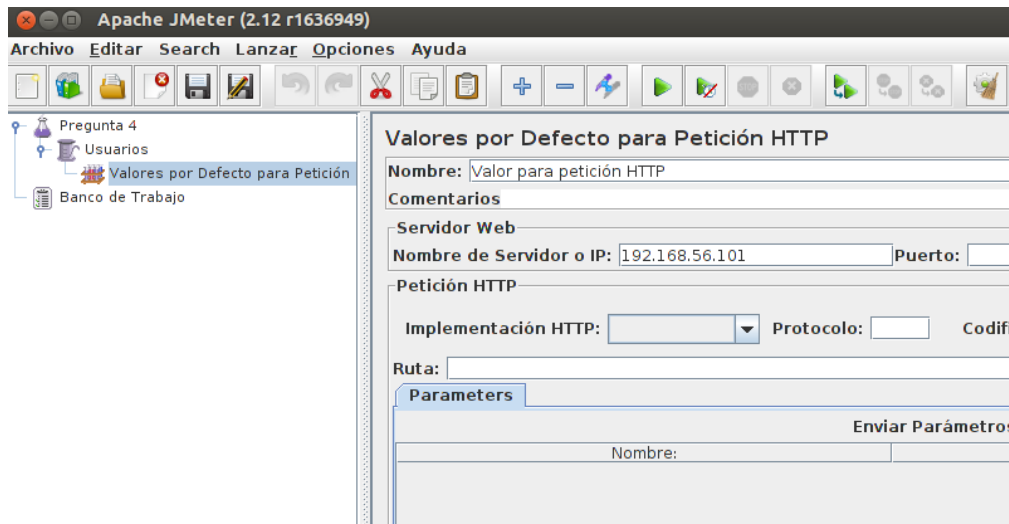 Apache JMeter (2.12 r1636949)
Archivo Editar Search Lanzar Opciones Ayuda
Pregunta 4
Usuarios
Valores por Defecto para Petición
Banco de Trabajo
Valores por Defecto para Petición HTTP
Nombre: Valor para petición HTTP
Comentarios
Servidor Web
Nombre de Servidor o IP: 192.168.56.101 Puerto:
Petición HTTP
Implementación HTTP: Protocolo: Codifi
Ruta:
Parameters
Enviar Parámetros
Nombre: